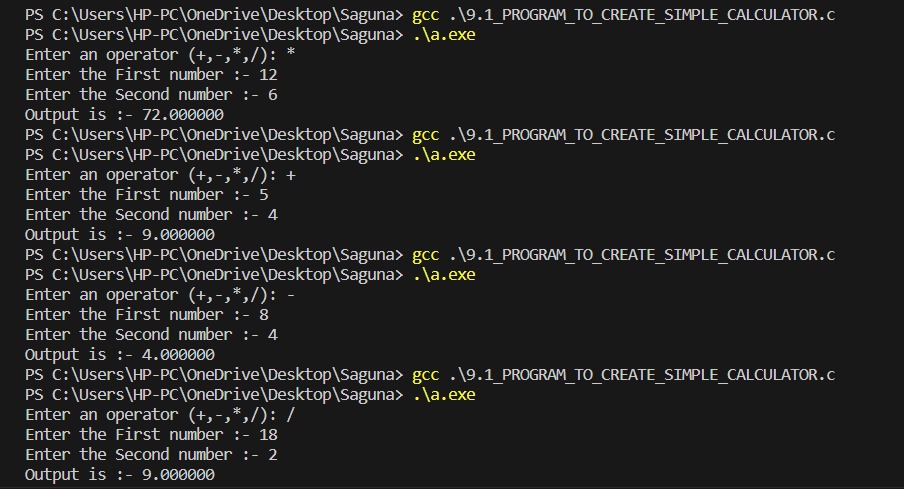 PS C:\Users\HP-PC\OneDrive\Desktop\Saguna> gcc .\9.1_PROGRAM_TO_CREATE_SIMPLE_CALCULATOR.c
PS C:\Users\HP-PC\OneDrive\Desktop\Saguna> .\a.exe
Enter an operator (+,-,*,/): *
Enter the First number :- 12
Enter the Second number :- 6
Output is :- 72.000000
PS C:\Users\HP-PC\OneDrive\Desktop\Saguna> gcc .\9.1_PROGRAM_TO_CREATE_SIMPLE_CALCULATOR.c
PS C:\Users\HP-PC\OneDrive\Desktop\Saguna> .\a.exe
Enter an operator (+,-,*,/): +
Enter the First number :- 5
Enter the Second number :- 4
Output is :- 9.000000
PS C:\Users\HP-PC\OneDrive\Desktop\Saguna> gcc .\9.1_PROGRAM_TO_CREATE_SIMPLE_CALCULATOR.c
PS C:\Users\HP-PC\OneDrive\Desktop\Saguna> .\a.exe
Enter an operator (+,-,*,/): -
Enter the First number :- 8
Enter the Second number :- 4
Output is :- 4.000000
PS C:\Users\HP-PC\OneDrive\Desktop\Saguna> gcc .\9.1_PROGRAM_TO_CREATE_SIMPLE_CALCULATOR.c
PS C:\Users\HP-PC\OneDrive\Desktop\Saguna> .\a.exe
Enter an operator (+,-,*,/): /
Enter the First number :- 18
Enter the Second number :- 2
Output is :- 9.000000